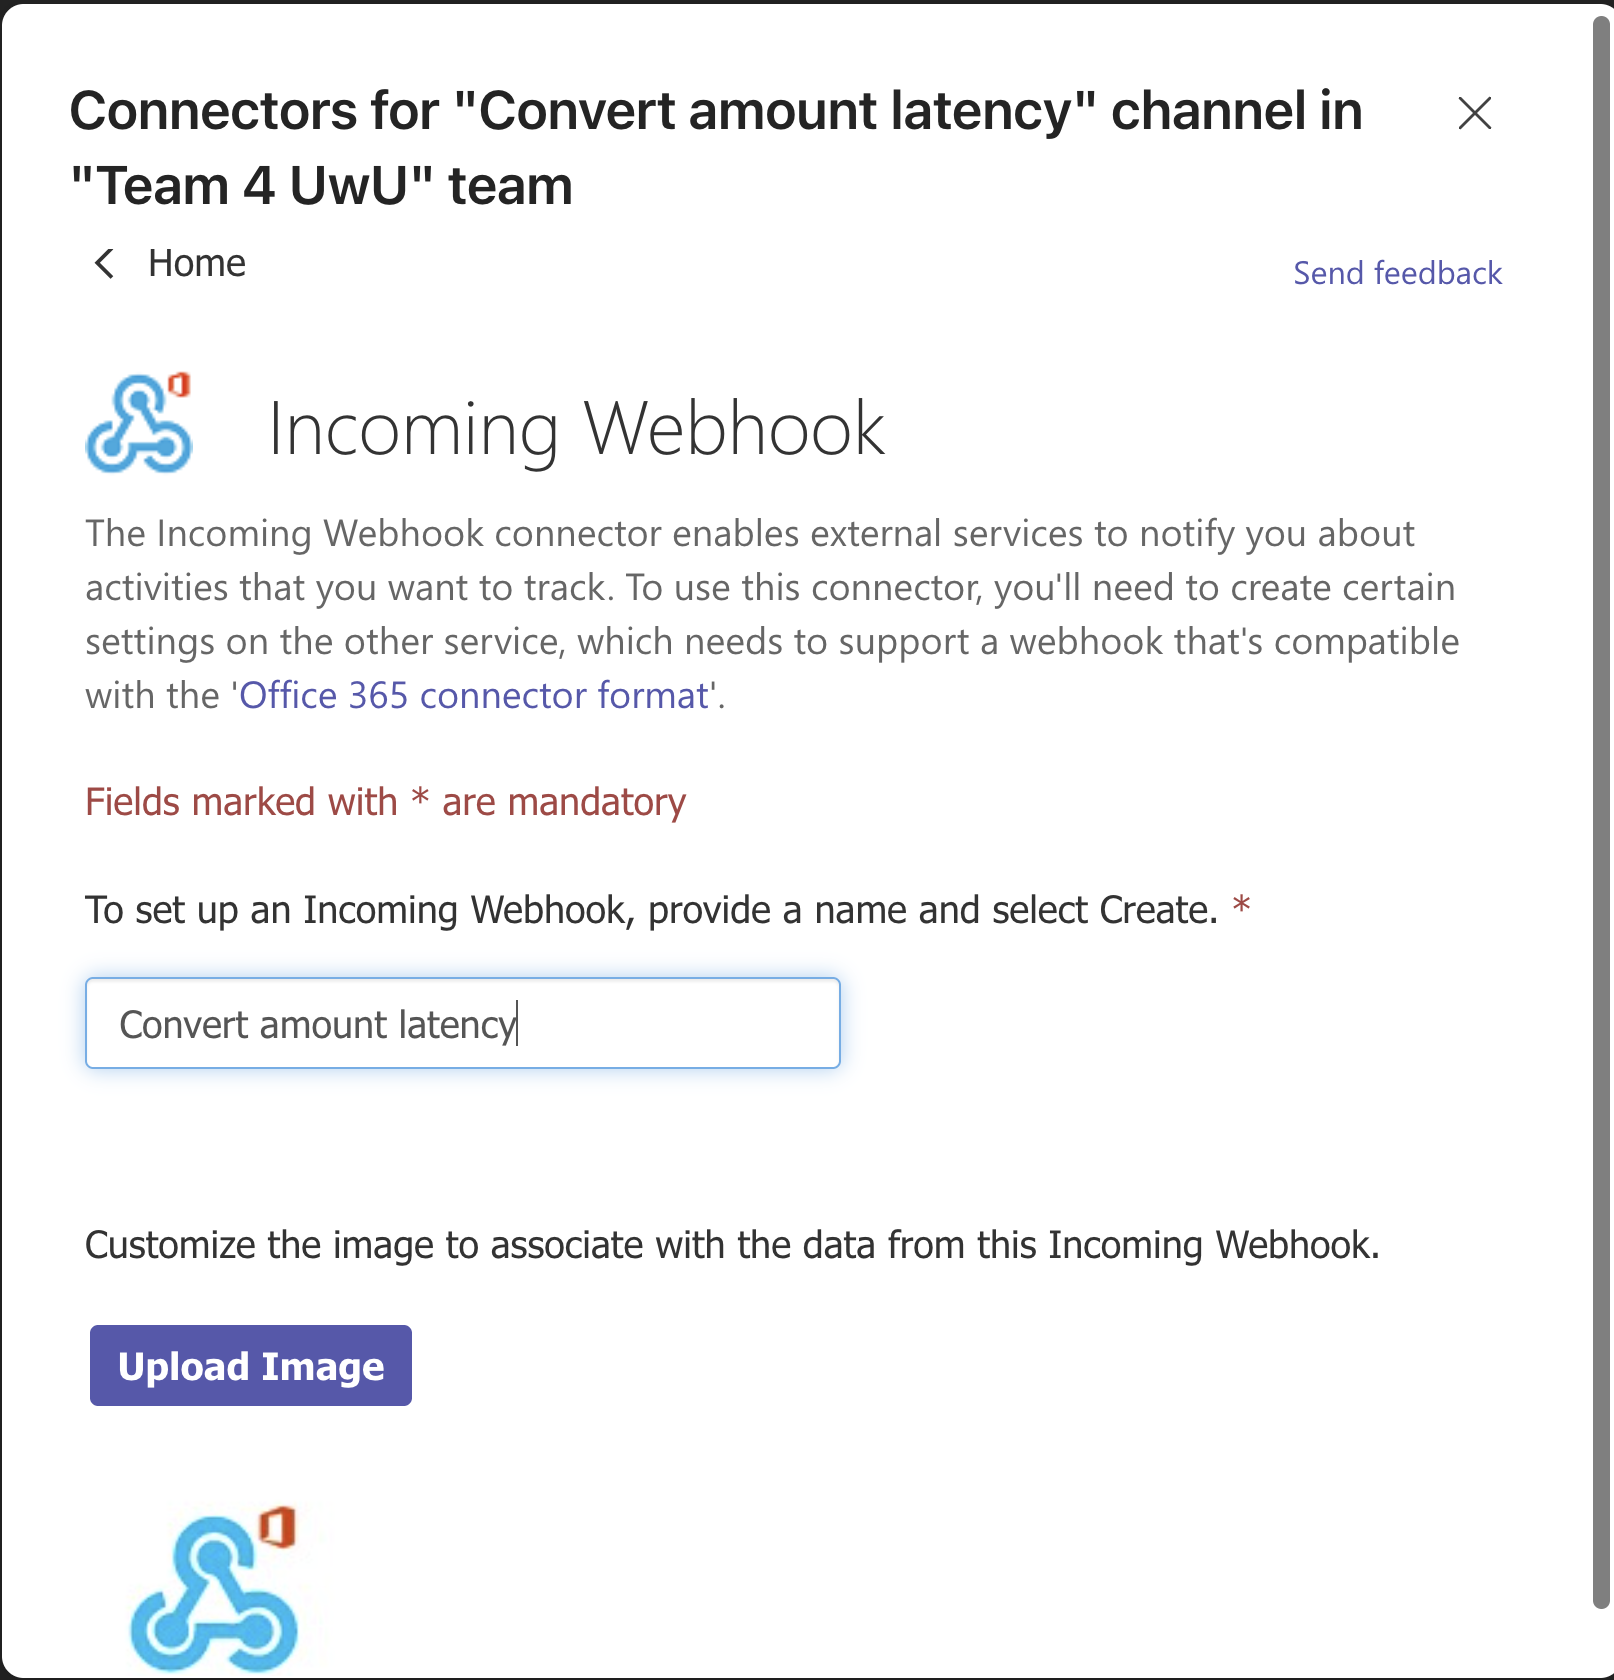 Connectors for "Convert amount latency" channel in
"Team 4 UwU" team
Home
Send feedback
Incoming Webhook
The Incoming Webhook connector enables external services to notify you about
activities that you want to track. To use this connector, you'll need to create certain
settings on the other service, which needs to support a webhook that's compatible
with the 'Office 365 connector format'.
Fields marked with * are mandatory
To set up an Incoming Webhook, provide a name and select Create. *
Convert amount latency
Customize the image to associate with the data from this Incoming Webhook.
Upload Image